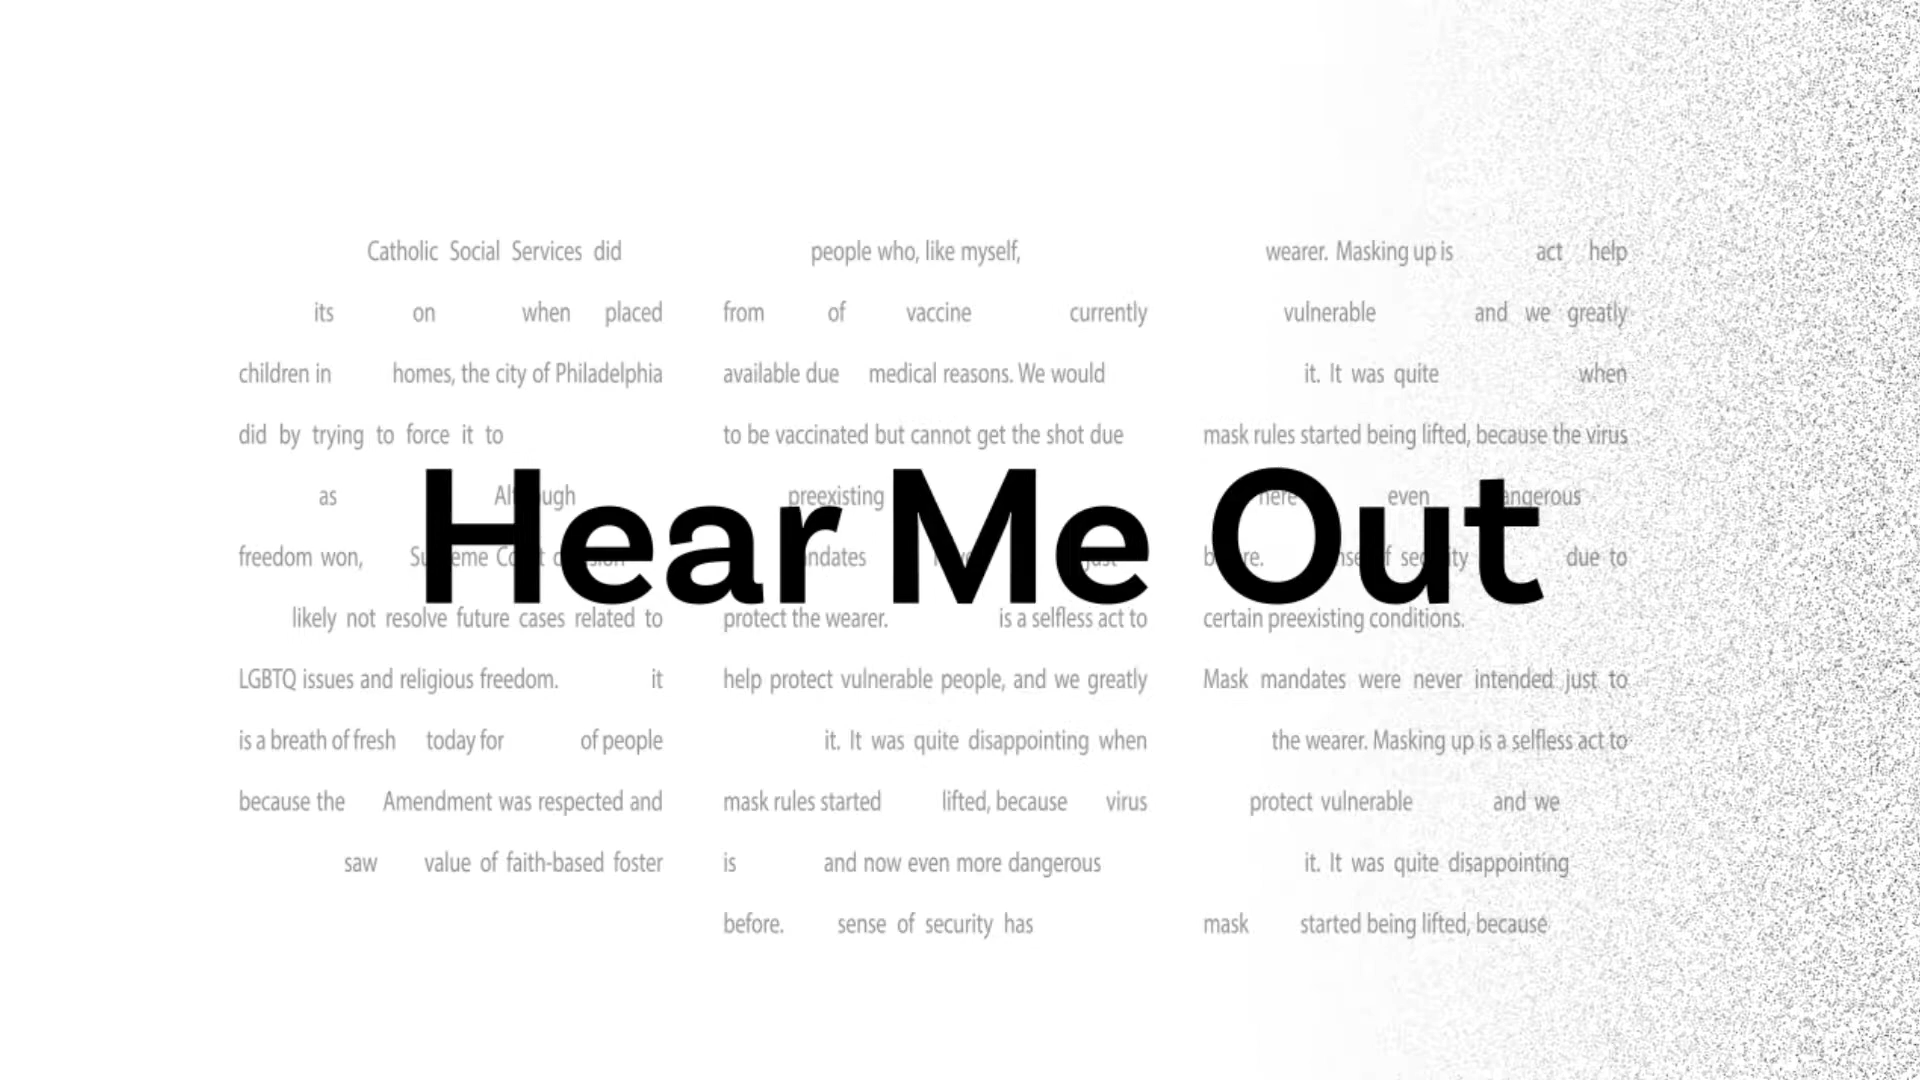 Catholic Social Services did
its on when placed
children in homes, the city of Philadelphia
did by trying to force it to
as
freedom won,
likely not resolve future cases related to
LGBTQ issues and religious freedom. it
is a breath of fresh today for of people
because the Amendment was respected and
saw value of faith-based foster
people who, like myself,
from of vaccine currently
available due medical reasons. We would
to be vaccinated but cannot get the shot due
preexisting
protect the wearer. is a selfless act to
help protect vulnerable people, and we greatly
it. It was quite disappointing when
mask rules started lifted, because virus
is and now even more dangerous
before. sense of security has
wearer. Masking up is act help
vulnerable and we greatly
it. It was quite when
mask rules started being lifted, because the virus
even
due to
certain preexisting conditions.
Mask mandates were never intended just to
the wearer. Masking up is a selfless act to
protect vulnerable and we
it. It was quite disappointing
mask started being lifted, because
Hear Me Out